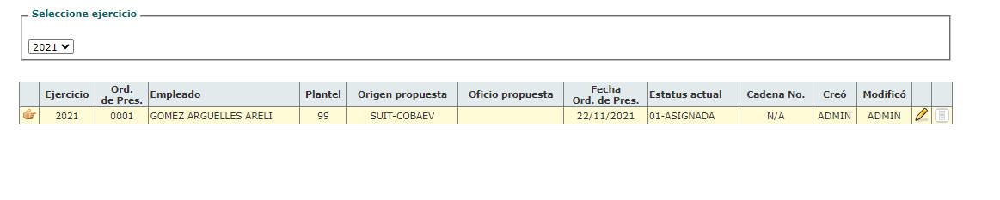 Seleccione ejercicio
2021
Ejercicio Ord. de Pres. Empleado Plantel Origen propuesta Oficio propuesta Fecha Ord. de Pres. Estatus actual Cadena No. Creó Modificó
2021 0001 GOMEZ ARGUELLES ARELI 99 SUIT-COBAEV 22/11/2021 01-ASIGNADA N/A ADMIN ADMIN